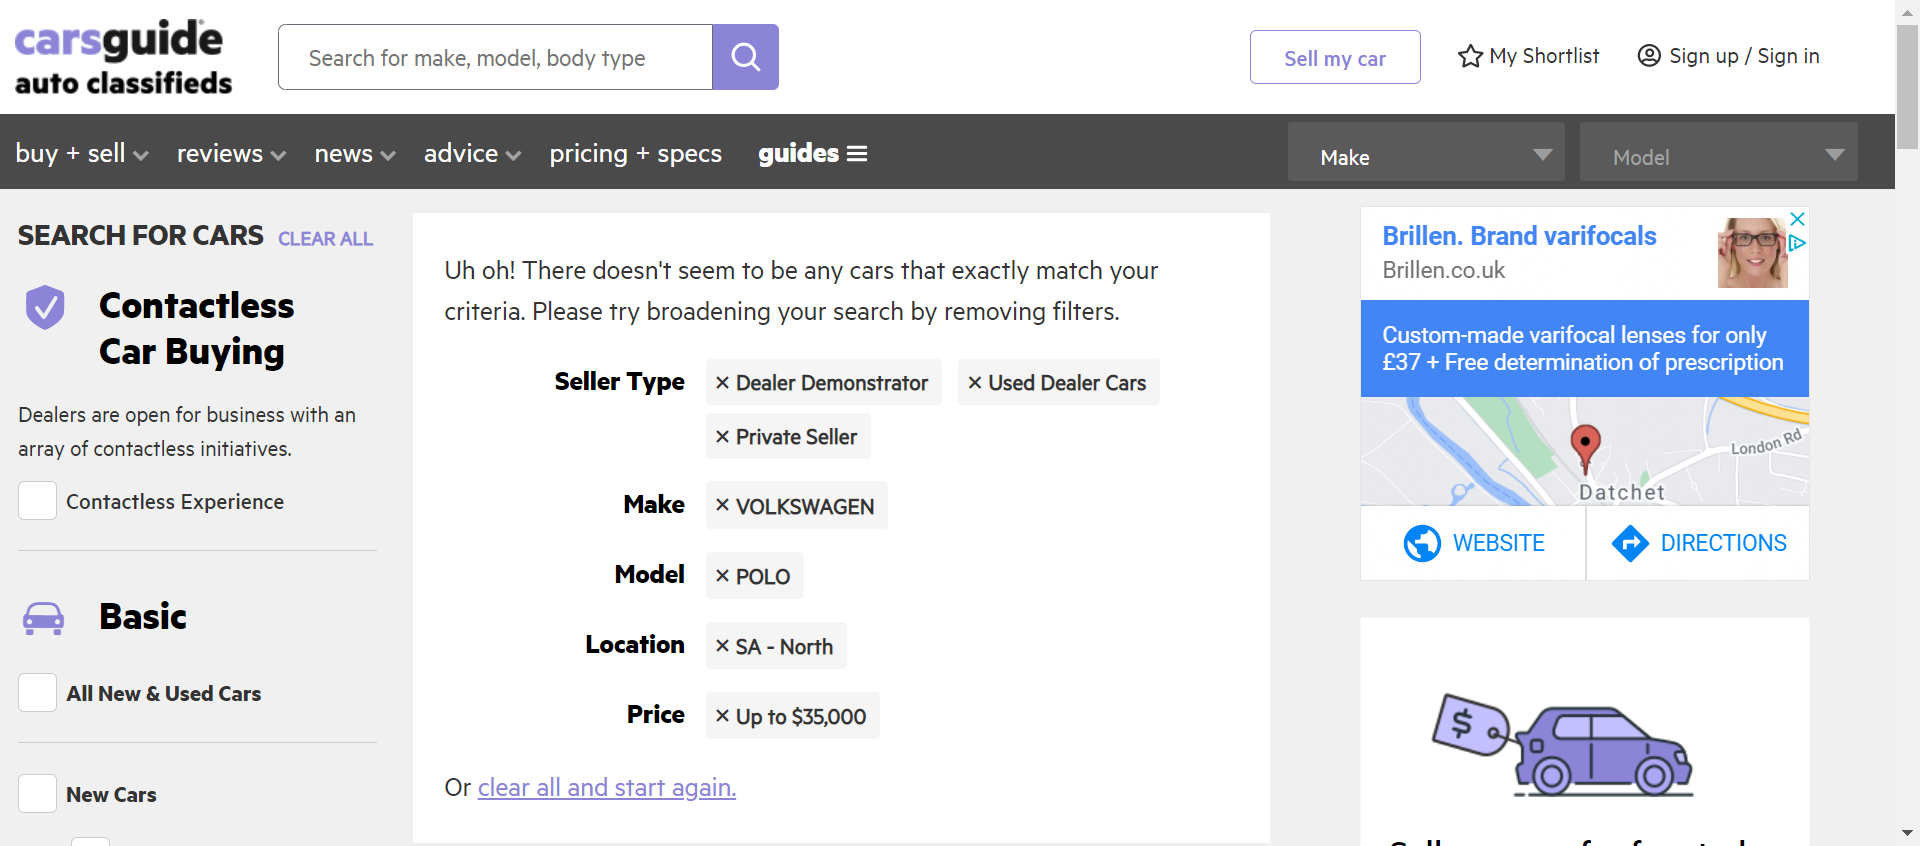 carsguide
auto classifieds
Search for make, model, body type
Sell my car
My Shortlist
Sign up / Sign in
buy + sell
reviews
news
advice
pricing + specs
guides
Make
Model
SEARCH FOR CARS CLEAR ALL
Contactless
Car Buying
Dealers are open for business with an
array of contactless initiatives.
Contactless Experience
Basic
All New & Used Cars
New Cars
Uh oh! There doesn't seem to be any cars that exactly match your
criteria. Please try broadening your search by removing filters.
Seller Type
× Dealer Demonstrator
× Used Dealer Cars
× Private Seller
Make
× VOLKSWAGEN
Model
× POLO
Location
× SA - North
Price
× Up to $35,000
Or clear all and start again.
Brillen. Brand varifocals
Brillen.co.uk
Custom-made varifocal lenses for only
£37 + Free determination of prescription
London Rd
Datchet
WEBSITE
DIRECTIONS
$